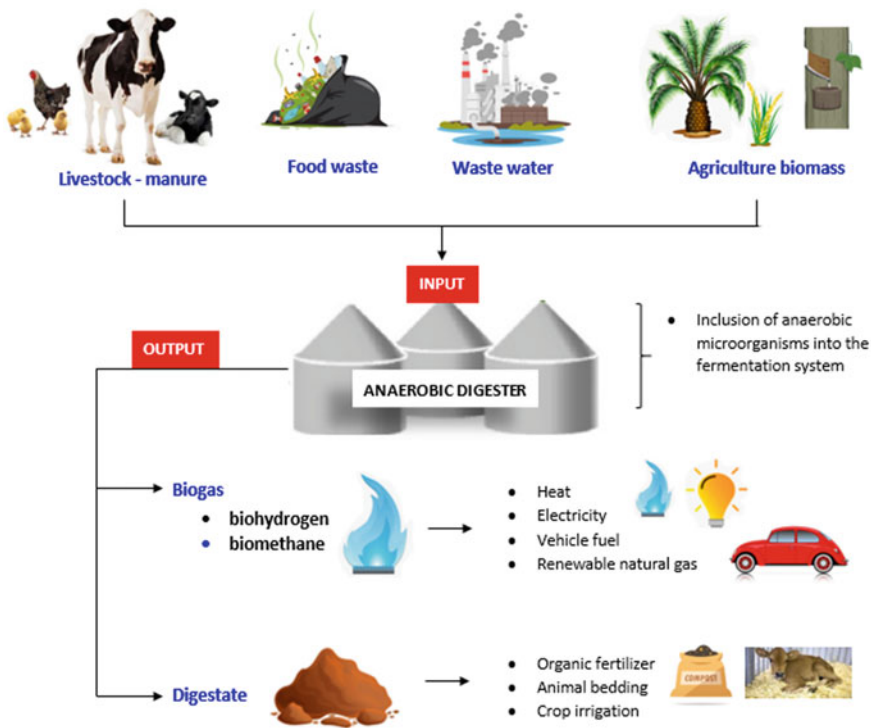 Livestock - manure
Food waste
Waste water
Agriculture biomass
INPUT
OUTPUT
ANAEROBIC DIGESTER
• Inclusion of anaerobic
microorganisms into the
fermentation system
Biogas
• biohydrogen
• biomethane
• Heat
• Electricity
• Vehicle fuel
• Renewable natural gas
Digestate
• Organic fertilizer
• Animal bedding
• Crop irrigation
COMPOST